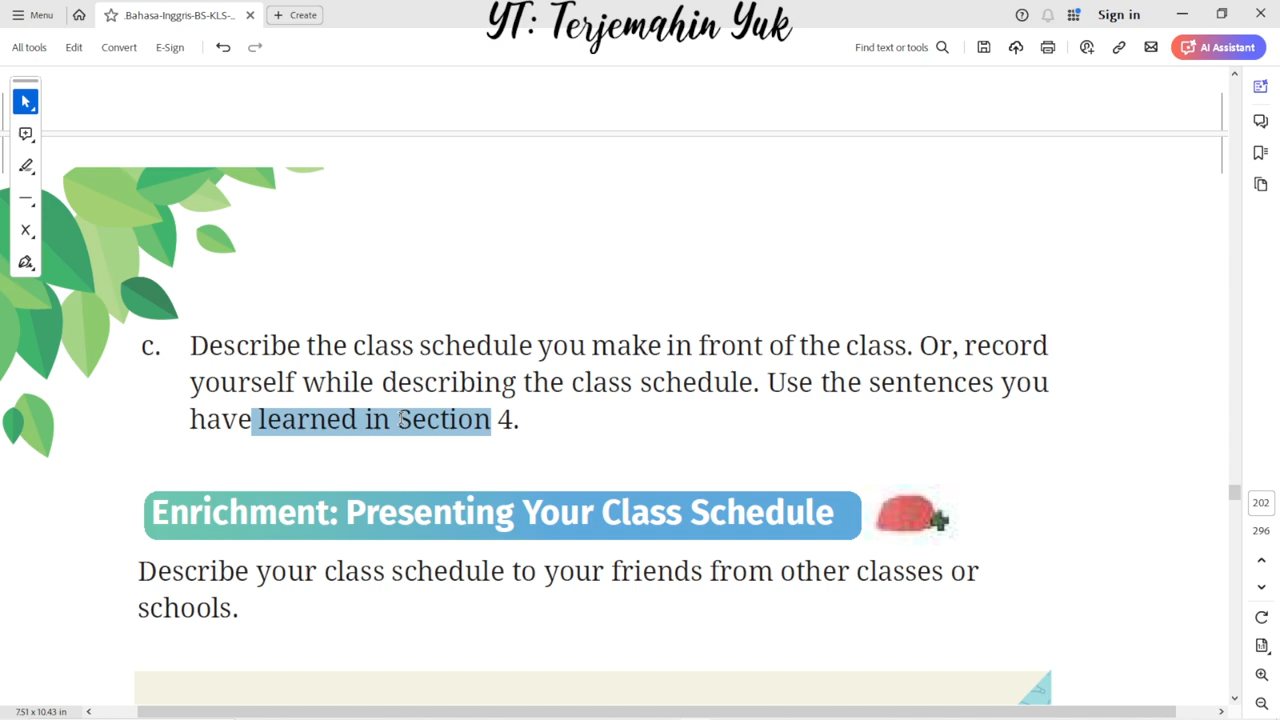 Menu
.Bahasa-Inggris-BS-KLS-...
Create
YT: Terjemahin Yuk
Sign in
All tools
Edit
Convert
E-Sign
Find text or tools
AI Assistant
c. Describe the class schedule you make in front of the class. Or, record
yourself while describing the class schedule. Use the sentences you
have learned in Section 4.
Enrichment: Presenting Your Class Schedule
Describe your class schedule to your friends from other classes or
schools.
202
296
7.51 x 10.43 in